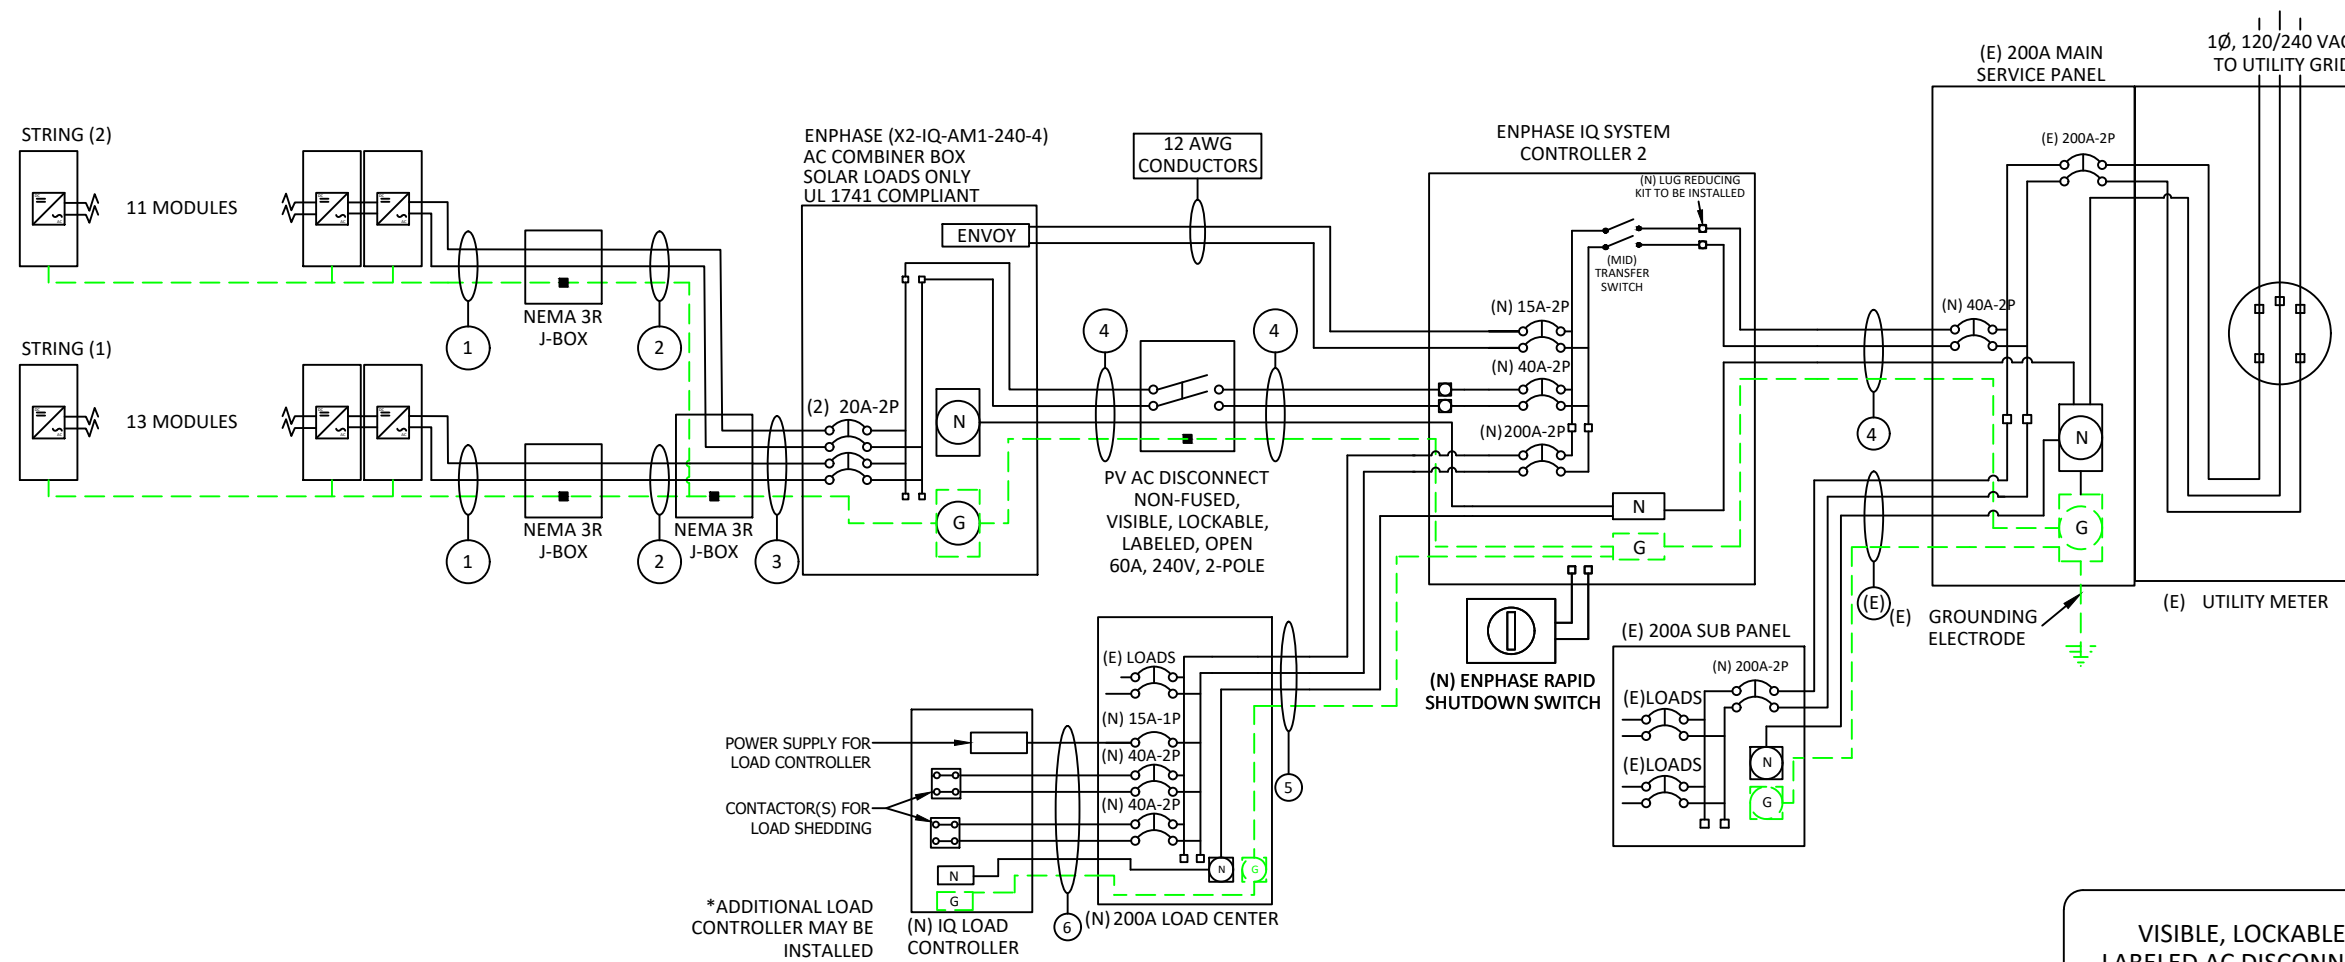 1Ø, 120/240 VAC
TO UTILITY GRID
(E) 200A MAIN
SERVICE PANEL
STRING (2)
11 MODULES
NEMA 3R
J-BOX
1
2
STRING (1)
13 MODULES
NEMA 3R
J-BOX
NEMA 3R
J-BOX
1
2
3
ENPHASE (X2-IQ-AM1-240-4)
AC COMBINER BOX
SOLAR LOADS ONLY
UL 1741 COMPLIANT
ENVOY
(2) 20A-2P
N
G
12 AWG
CONDUCTORS
4
4
PV AC DISCONNECT
NON-FUSED,
VISIBLE, LOCKABLE,
LABELED, OPEN
60A, 240V, 2-POLE
ENPHASE IQ SYSTEM
CONTROLLER 2
(N) LUG REDUCING
KIT TO BE INSTALLED
(MID)
TRANSFER
SWITCH
(N) 15A-2P
(N) 40A-2P
(N)200A-2P
N
G
(N) ENPHASE RAPID
SHUTDOWN SWITCH
(E) 200A-2P
(N) 40A-2P
4
N
G
(E)
(E)
GROUNDING
ELECTRODE
(E) UTILITY METER
(E) 200A SUB PANEL
(N) 200A-2P
(E)LOADS
(E)LOADS
N
G
(E) LOADS
(N) 15A-1P
(N) 40A-2P
(N) 40A-2P
N
G
5
(N) 200A LOAD CENTER
POWER SUPPLY FOR
LOAD CONTROLLER
CONTACTOR(S) FOR
LOAD SHEDDING
N
G
6
*ADDITIONAL LOAD
CONTROLLER MAY BE
INSTALLED
(N) IQ LOAD
CONTROLLER
VISIBLE, LOCKABLE